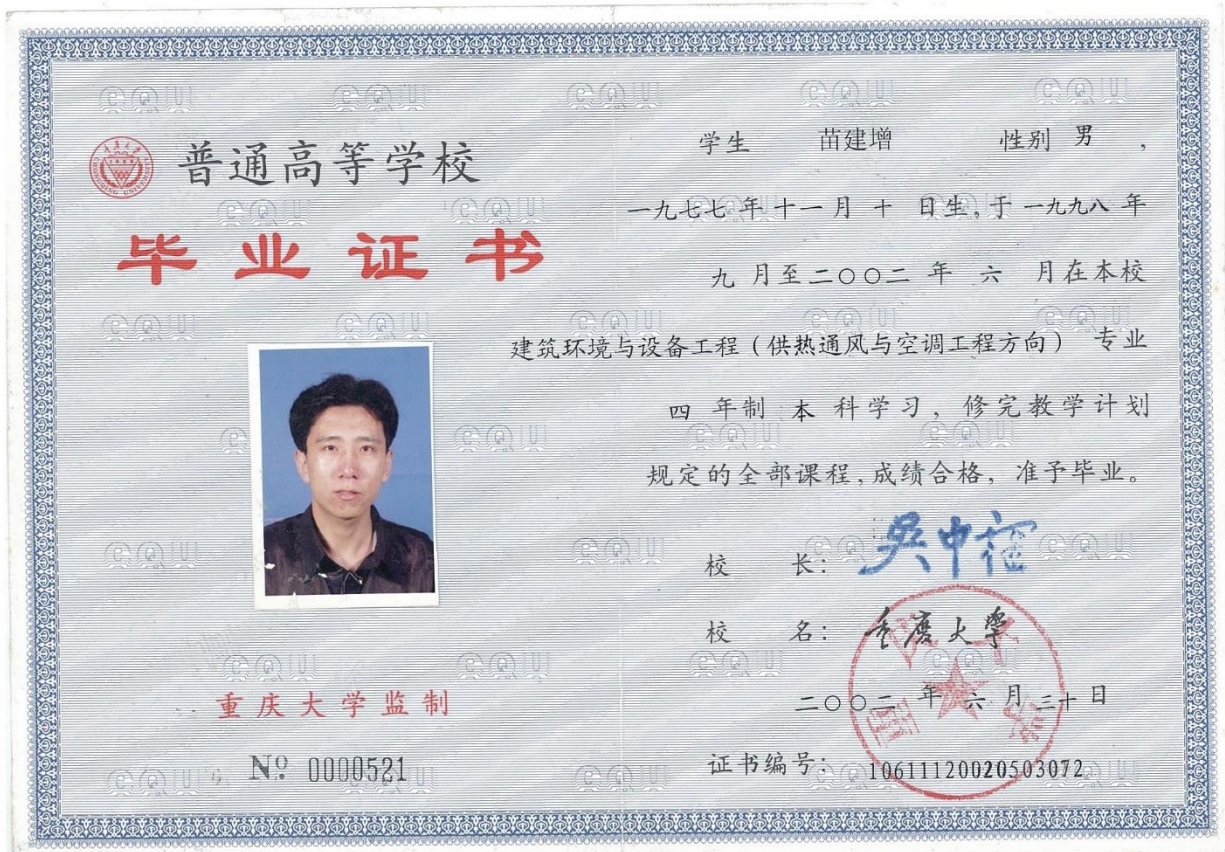 普通高等学校
毕业证书
重庆大学监制
№ 0000521
学生 苗建增 性别 男,
一九七七年十一月十日生,于一九九八年
九月至二〇〇二年六月在本校
建筑环境与设备工程(供热通风与空调工程方向) 专业
四年制本科学习,修完教学计划
规定的全部课程,成绩合格,准予毕业。
校长:
校名:重庆大学
二〇〇二年六月三十日
证书编号:10611120020503072
CQU